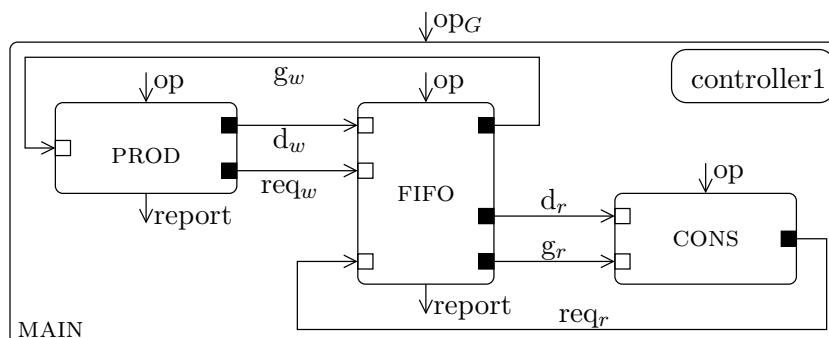 op_G
g_w
controller1
op
op
d_w
PROD
req_w
op
FIFO
d_r
report
CONS
g_r
report
req_r
MAIN